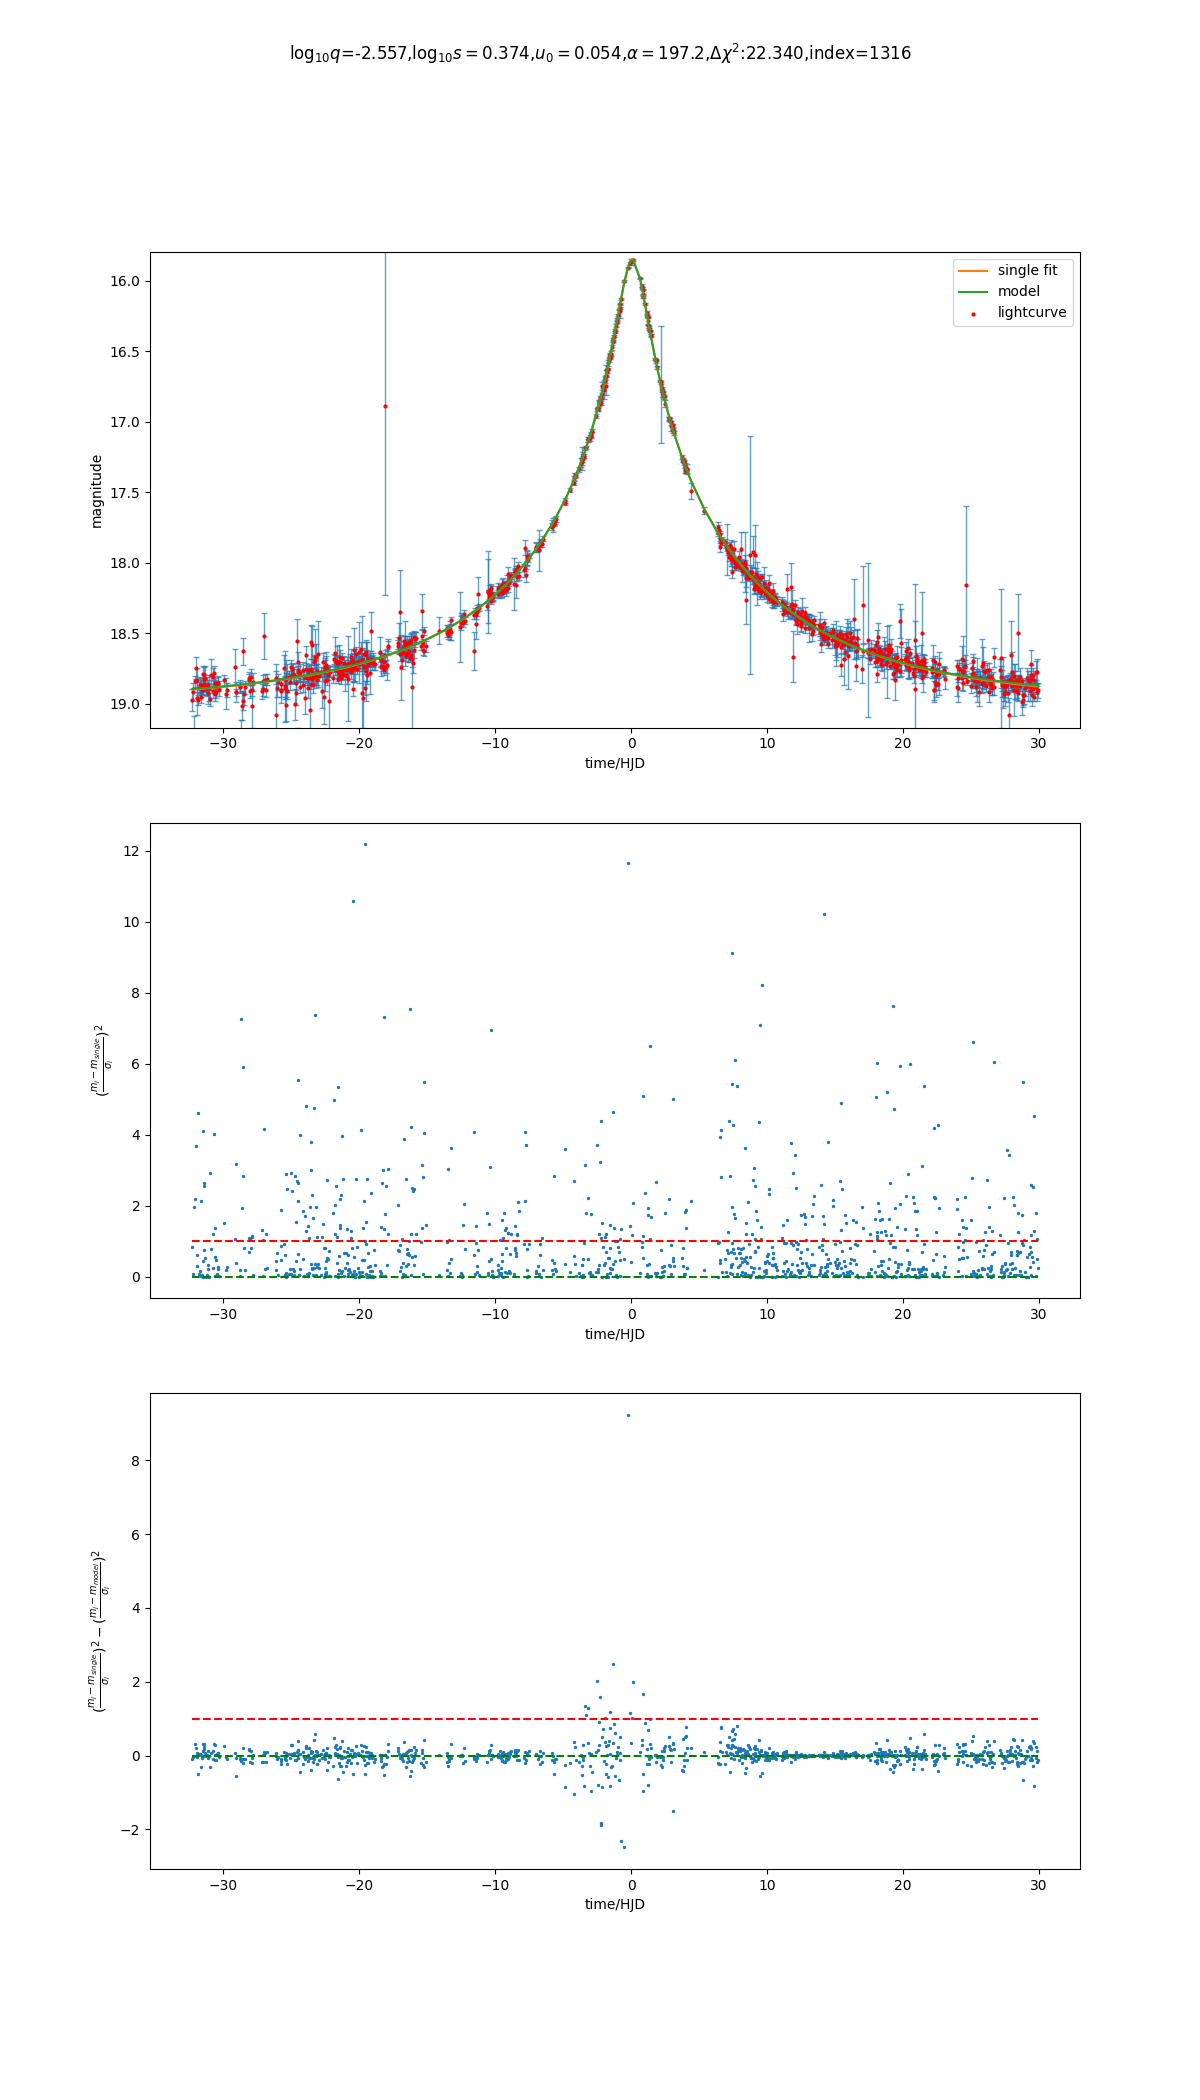 log₁₀q=-2.557,log₁₀s = 0.374,u₀ = 0.054,α = 197.2,Δχ²:22.340,index=1316
single fit
model
lightcurve
magnitude
16.0
16.5
17.0
17.5
18.0
18.5
19.0
−30 −20 −10 0 10 20 30
time/HJD
(mᵢ − m_single / σᵢ)²
12
10
8
6
4
2
0
−30 −20 −10 0 10 20 30
time/HJD
(mᵢ − m_single / σᵢ)² − (mᵢ − m_model / σᵢ)²
8
6
4
2
0
−2
−30 −20 −10 0 10 20 30
time/HJD